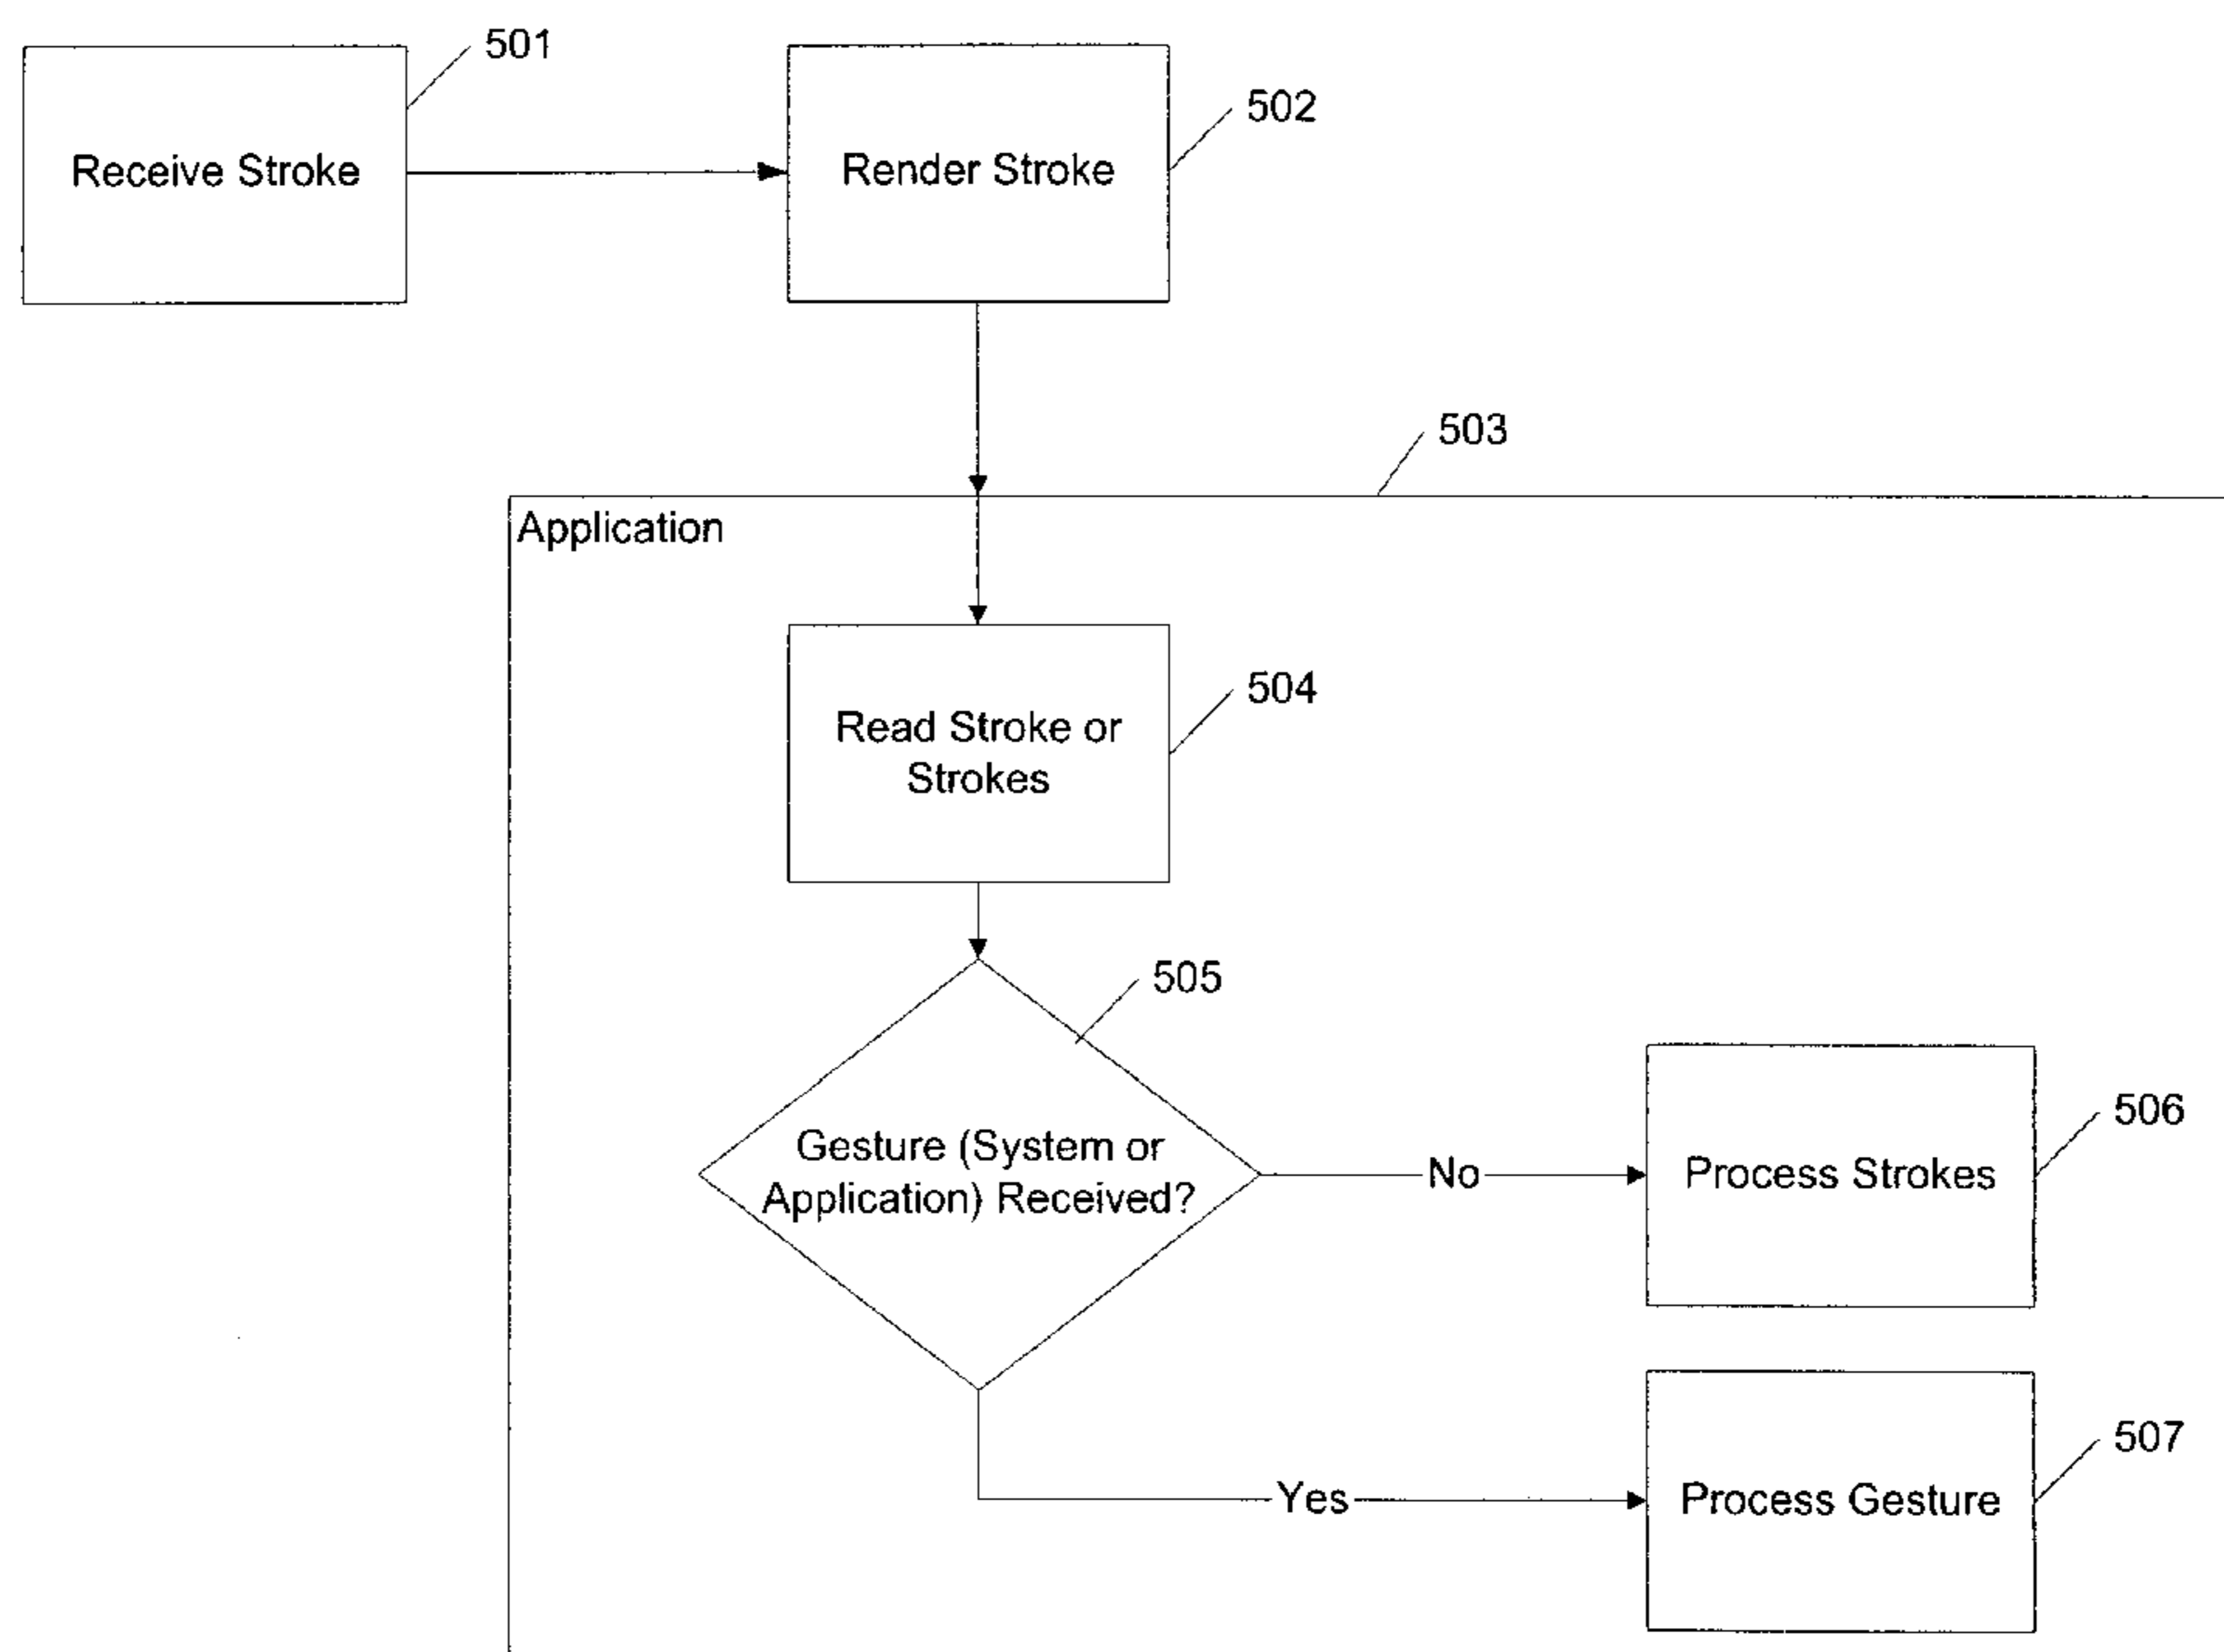 501
Receive Stroke
502
Render Stroke
503
Application
504
Read Stroke or
Strokes
505
Gesture (System or
Application) Received?
No
506
Process Strokes
507
Yes
Process Gesture